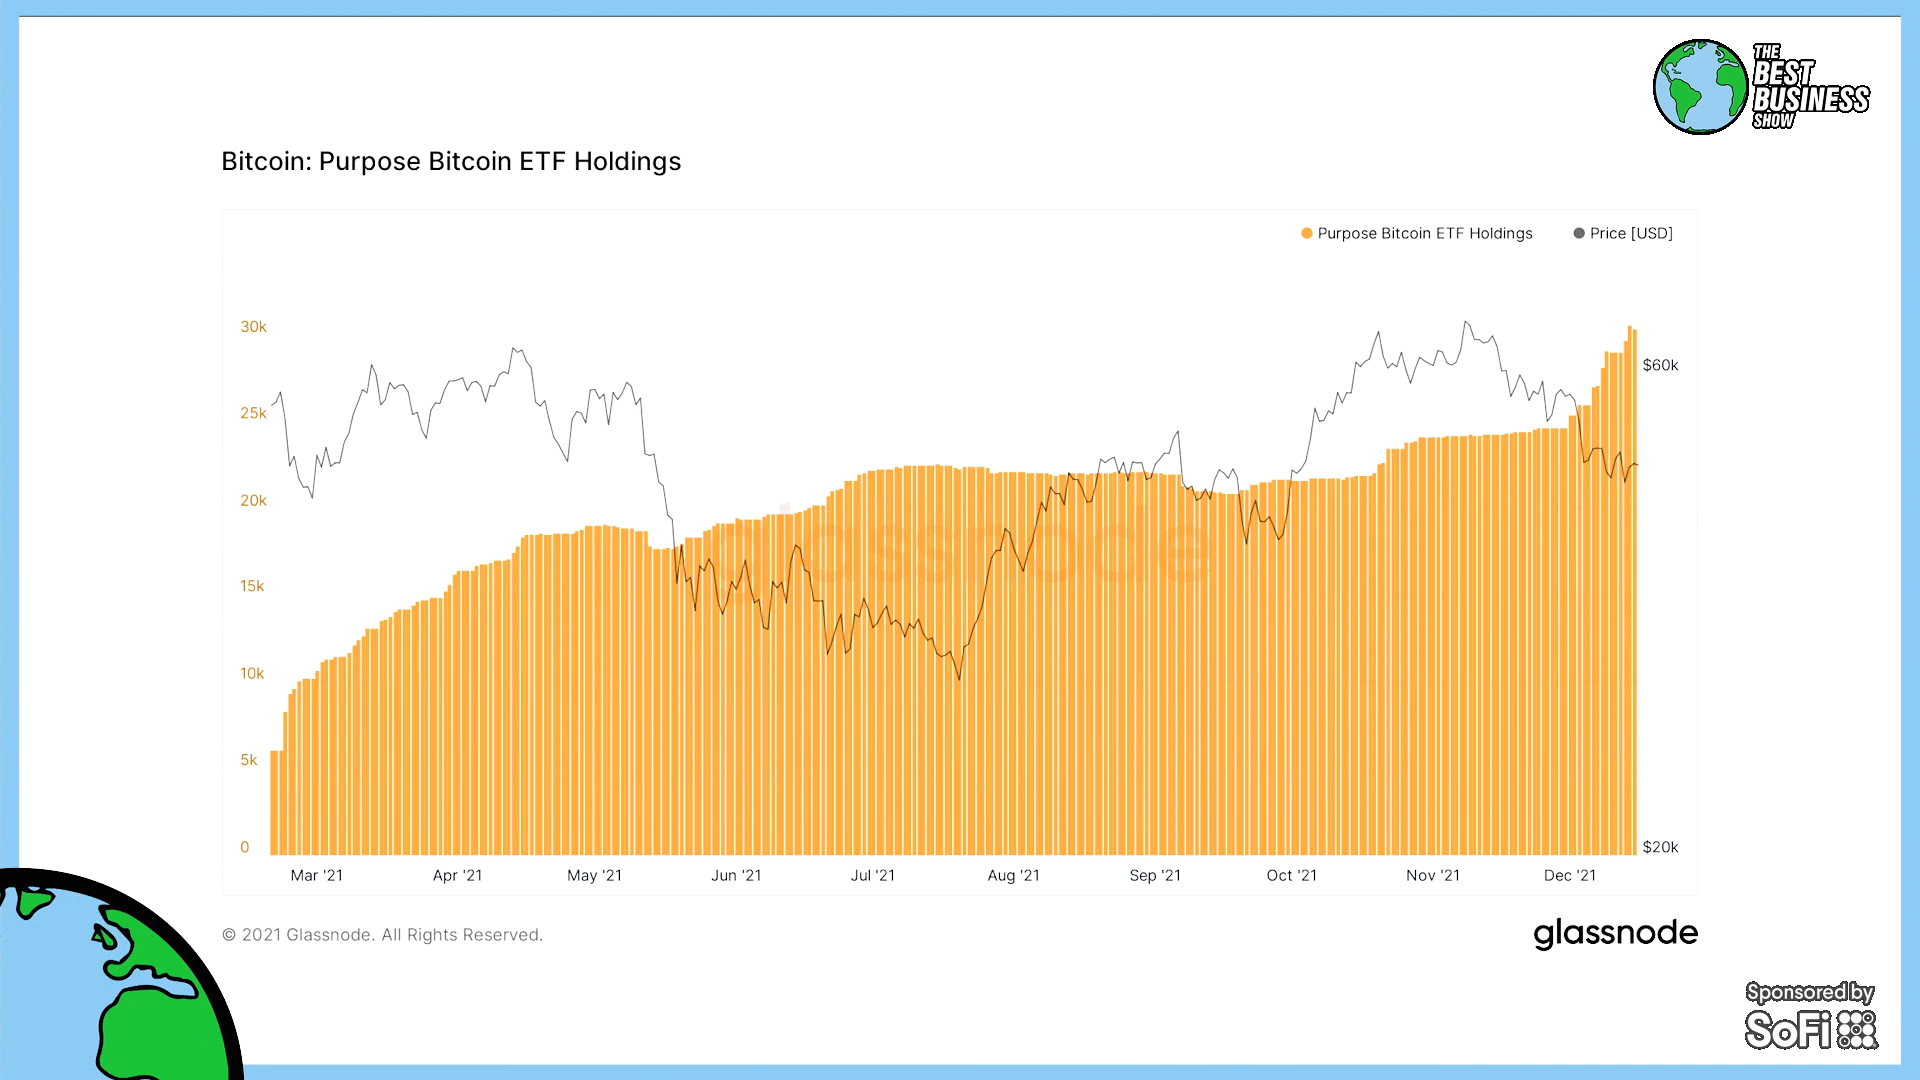 THE
BEST
BUSINESS
SHOW
Bitcoin: Purpose Bitcoin ETF Holdings
Purpose Bitcoin ETF Holdings Price [USD]
30k
$60k
25k
20k
glassnode
15k
10k
5k
0
$20k
Mar '21 Apr '21 May '21 Jun '21 Jul '21 Aug '21 Sep '21 Oct '21 Nov '21 Dec '21
© 2021 Glassnode. All Rights Reserved.
glassnode
Sponsored by
SoFi